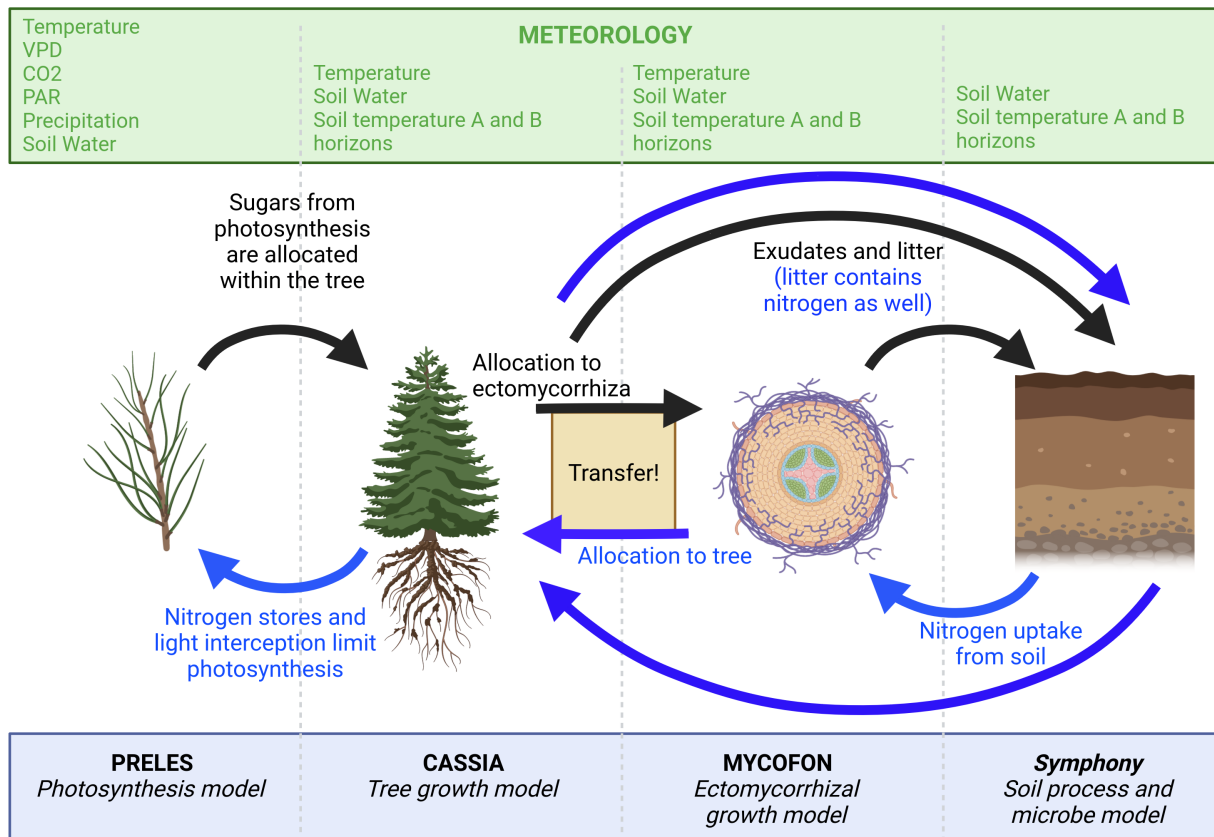 METEOROLOGY
Temperature
VPD
CO2
PAR
Precipitation
Soil Water
Temperature
Soil Water
Soil temperature A and B
horizons
Temperature
Soil Water
Soil temperature A and B
horizons
Soil Water
Soil temperature A and B
horizons
Sugars from
photosynthesis
are allocated
within the tree
Exudates and litter
(litter contains
nitrogen as well)
Allocation to
ectomycorrhiza
Transfer!
Allocation to tree
Nitrogen stores and
light interception limit
photosynthesis
Nitrogen uptake
from soil
PRELES
Photosynthesis model
CASSIA
Tree growth model
MYCOFON
Ectomycorrhizal
growth model
Symphony
Soil process and
microbe model